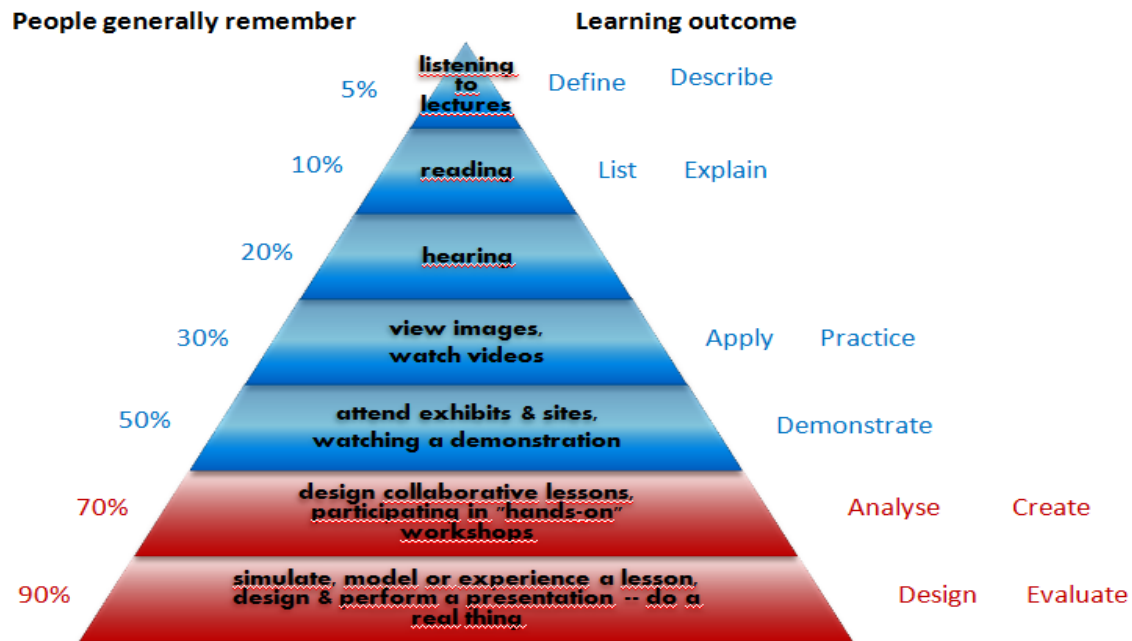 People generally remember
Learning outcome
listening
to
lectures
5%
Define
Describe
10%
reading
List
Explain
20%
hearing
30%
view images,
watch videos
Apply
Practice
50%
attend exhibits & sites,
watching a demonstration
Demonstrate
70%
design collaborative lessons,
participating in "hands-on"
workshops
Analyse
Create
90%
simulate, model or experience a lesson,
design & perform a presentation -- do a
real thing
Design
Evaluate